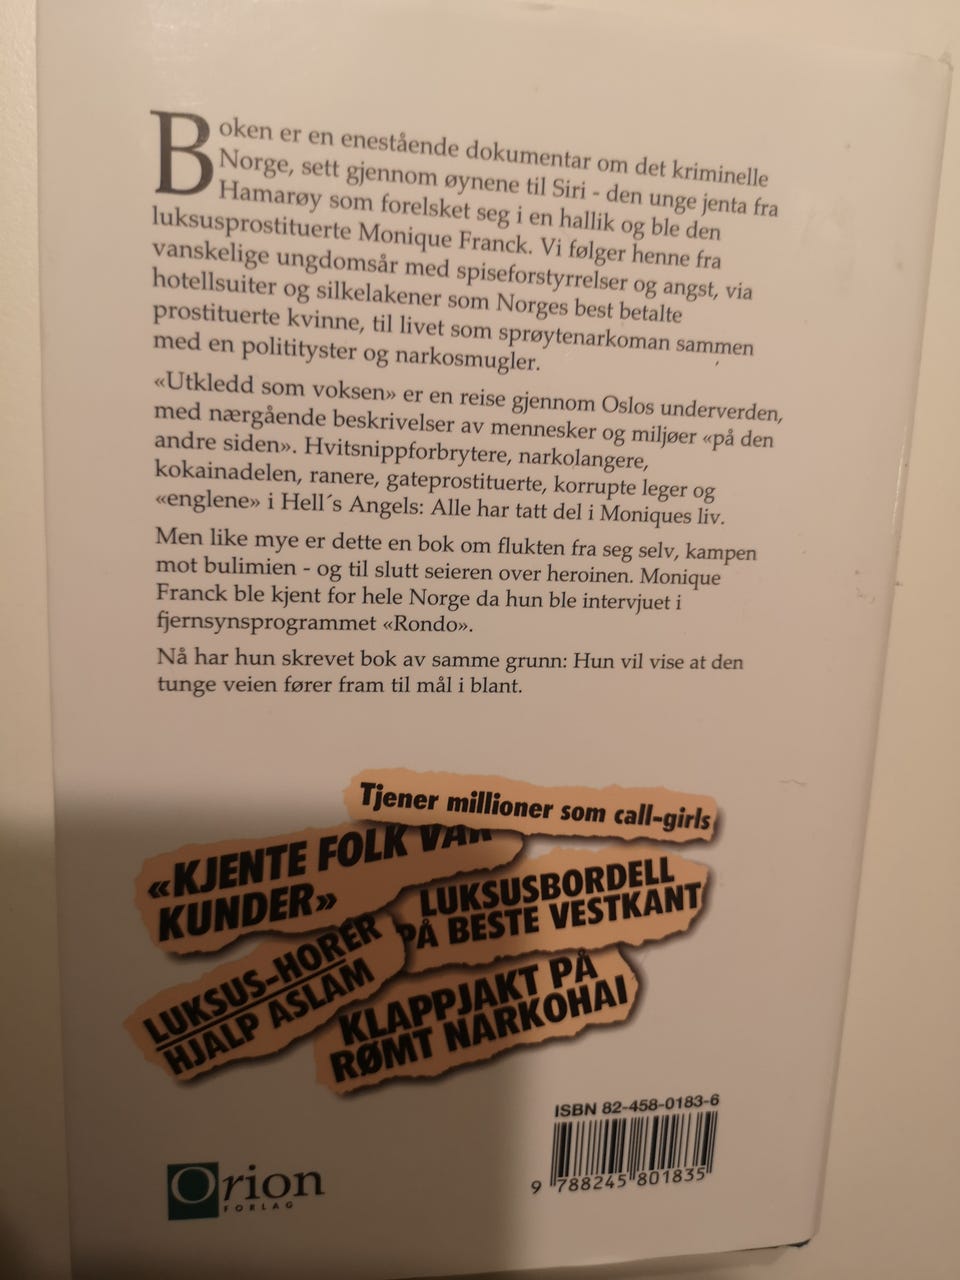 Boken er en enestående dokumentar om det kriminelle
Norge, sett gjennom øynene til Siri - den unge jenta fra
Hamarøy som forelsket seg i en hallik og ble den
luksusprostituerte Monique Franck. Vi følger henne fra
vanskelige ungdomsår med spiseforstyrrelser og angst, via
hotellsuiter og silkelakener som Norges best betalte
prostituerte kvinne, til livet som sprøytenarkoman sammen
med en politityster og narkosmugler.
«Utkledd som voksen» er en reise gjennom Oslos underverden,
med nærgående beskrivelser av mennesker og miljøer «på den
andre siden». Hvitsnippforbrytere, narkolangere,
kokainadelen, ranere, gateprostituerte, korrupte leger og
«englene» i Hell´s Angels: Alle har tatt del i Moniques liv.
Men like mye er dette en bok om flukten fra seg selv, kampen
mot bulimien - og til slutt seieren over heroinen. Monique
Franck ble kjent for hele Norge da hun ble intervjuet i
fjernsynsprogrammet «Rondo».
Nå har hun skrevet bok av samme grunn: Hun vil vise at den
tunge veien fører fram til mål i blant.
Tjener millioner som call-girls
«KJENTE FOLK VAR
KUNDER»
LUKSUSBORDELL
PÅ BESTE VESTKANT
LUKSUS-HORER
HJALP ASLAM
KLAPPJAKT PÅ
RØMT NARKOHAI
ISBN 82-458-0183-6
9 788245 801835
Orion
FORLAG